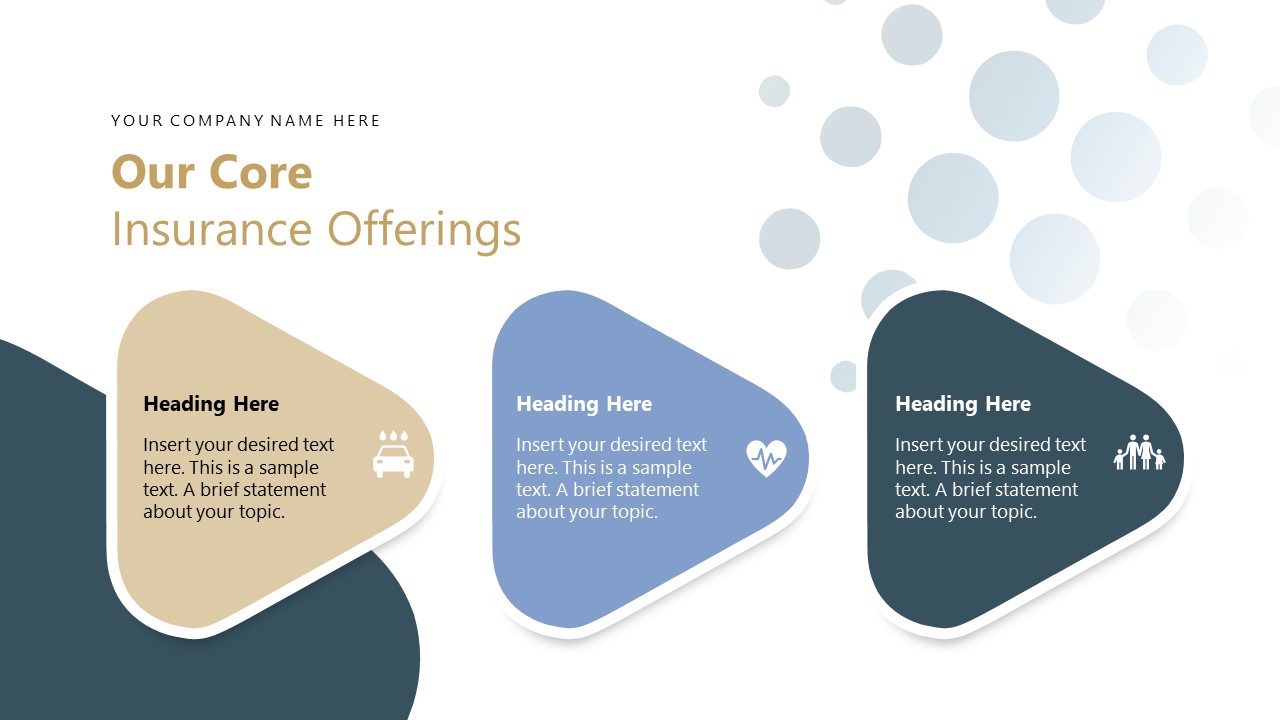 YOUR COMPANY NAME HERE
Our Core
Insurance Offerings
Heading Here
Insert your desired text
here. This is a sample
text. A brief statement
about your topic.
Heading Here
Insert your desired text
here. This is a sample
text. A brief statement
about your topic.
Heading Here
Insert your desired text
here. This is a sample
text. A brief statement
about your topic.